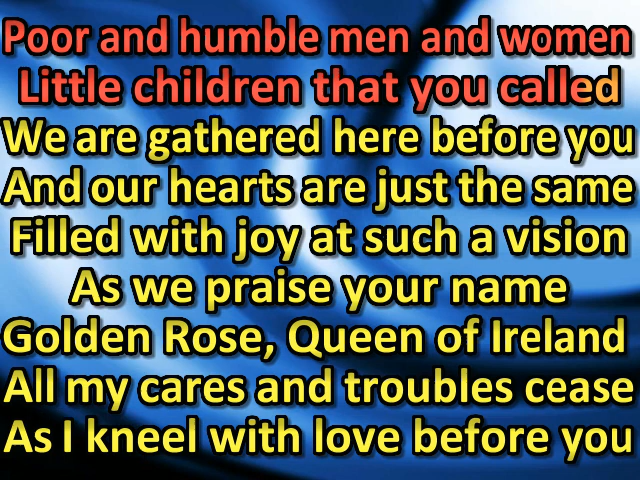 Poor and humble men and women
Little children that you called
We are gathered here before you
And our hearts are just the same
Filled with joy at such a vision
As we praise your name
Golden Rose, Queen of Ireland
All my cares and troubles cease
As I kneel with love before you